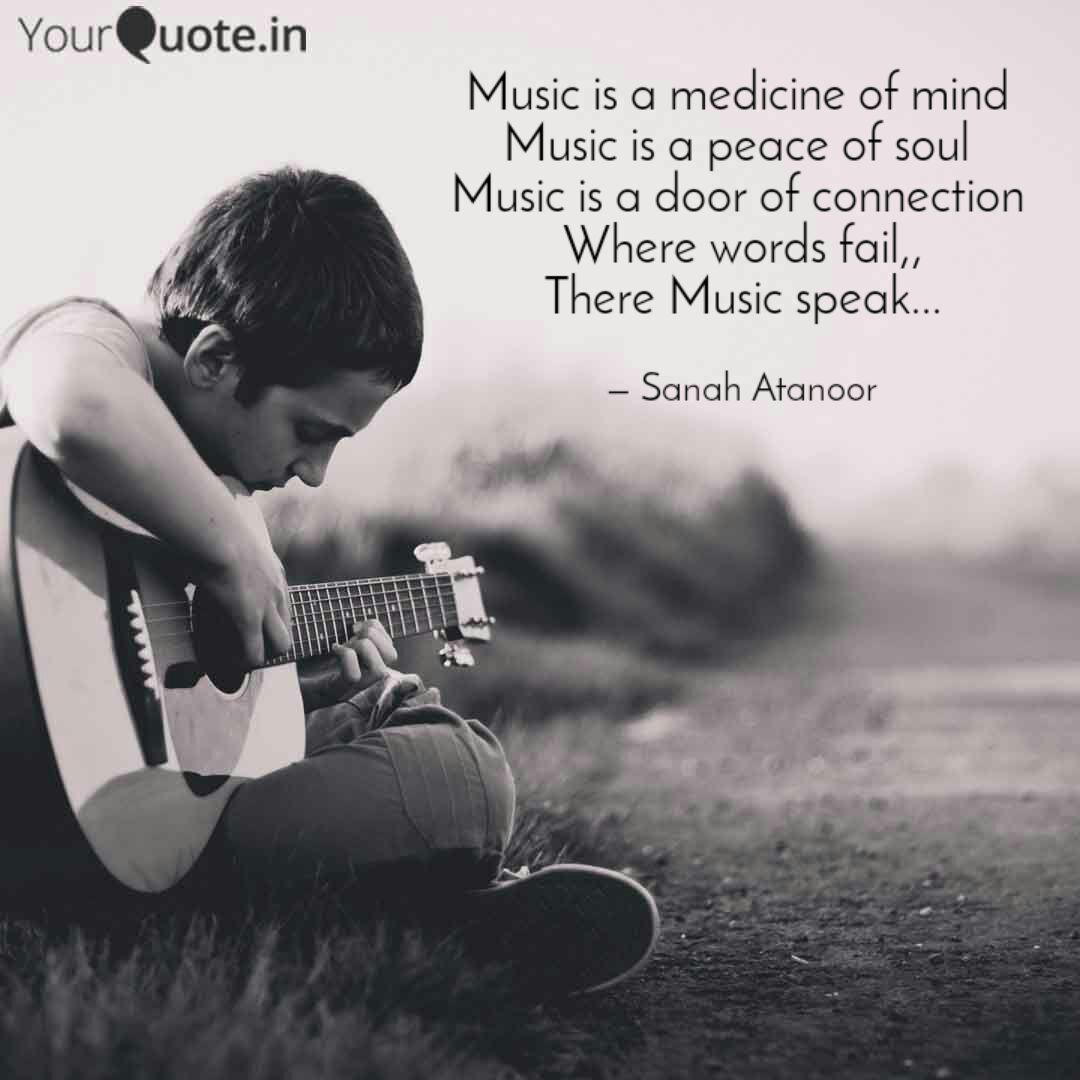 YourQuote.in
Music is a medicine of mind
Music is a peace of soul
Music is a door of connection
Where words fail,,
There Music speak...
– Sanah Atanoor